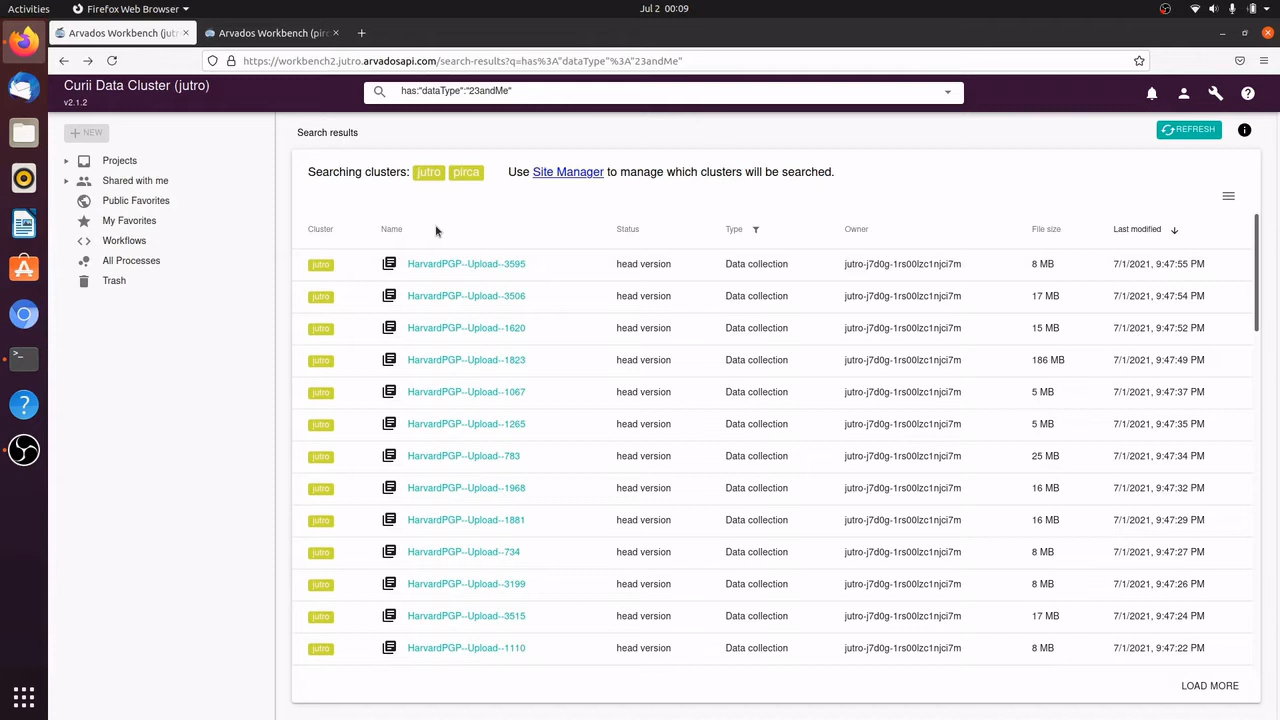 Activities Firefox Web Browser Jul 2 00:09
Arvados Workbench (jutr Arvados Workbench (pirc
https://workbench2.jutro.arvadosapi.com/search-results?q=has%3A"dataType"%3A"23andMe"
Curii Data Cluster (jutro)
v2.1.2
has:"dataType":"23andMe"
NEW
Projects
Shared with me
Public Favorites
My Favorites
Workflows
All Processes
Trash
Search results REFRESH
Searching clusters: jutro pirca Use Site Manager to manage which clusters will be searched.
Cluster Name Status Type Owner File size Last modified
jutro HarvardPGP--Upload--3595 head version Data collection jutro-j7d0g-1rs00lzc1njci7m 8 MB 7/1/2021, 9:47:55 PM
jutro HarvardPGP--Upload--3506 head version Data collection jutro-j7d0g-1rs00lzc1njci7m 17 MB 7/1/2021, 9:47:54 PM
jutro HarvardPGP--Upload--1620 head version Data collection jutro-j7d0g-1rs00lzc1njci7m 15 MB 7/1/2021, 9:47:52 PM
jutro HarvardPGP--Upload--1823 head version Data collection jutro-j7d0g-1rs00lzc1njci7m 186 MB 7/1/2021, 9:47:49 PM
jutro HarvardPGP--Upload--1067 head version Data collection jutro-j7d0g-1rs00lzc1njci7m 5 MB 7/1/2021, 9:47:37 PM
jutro HarvardPGP--Upload--1265 head version Data collection jutro-j7d0g-1rs00lzc1njci7m 5 MB 7/1/2021, 9:47:35 PM
jutro HarvardPGP--Upload--783 head version Data collection jutro-j7d0g-1rs00lzc1njci7m 25 MB 7/1/2021, 9:47:34 PM
jutro HarvardPGP--Upload--1968 head version Data collection jutro-j7d0g-1rs00lzc1njci7m 16 MB 7/1/2021, 9:47:32 PM
jutro HarvardPGP--Upload--1881 head version Data collection jutro-j7d0g-1rs00lzc1njci7m 16 MB 7/1/2021, 9:47:29 PM
jutro HarvardPGP--Upload--734 head version Data collection jutro-j7d0g-1rs00lzc1njci7m 8 MB 7/1/2021, 9:47:27 PM
jutro HarvardPGP--Upload--3199 head version Data collection jutro-j7d0g-1rs00lzc1njci7m 8 MB 7/1/2021, 9:47:26 PM
jutro HarvardPGP--Upload--3515 head version Data collection jutro-j7d0g-1rs00lzc1njci7m 17 MB 7/1/2021, 9:47:24 PM
jutro HarvardPGP--Upload--1110 head version Data collection jutro-j7d0g-1rs00lzc1njci7m 8 MB 7/1/2021, 9:47:22 PM
LOAD MORE